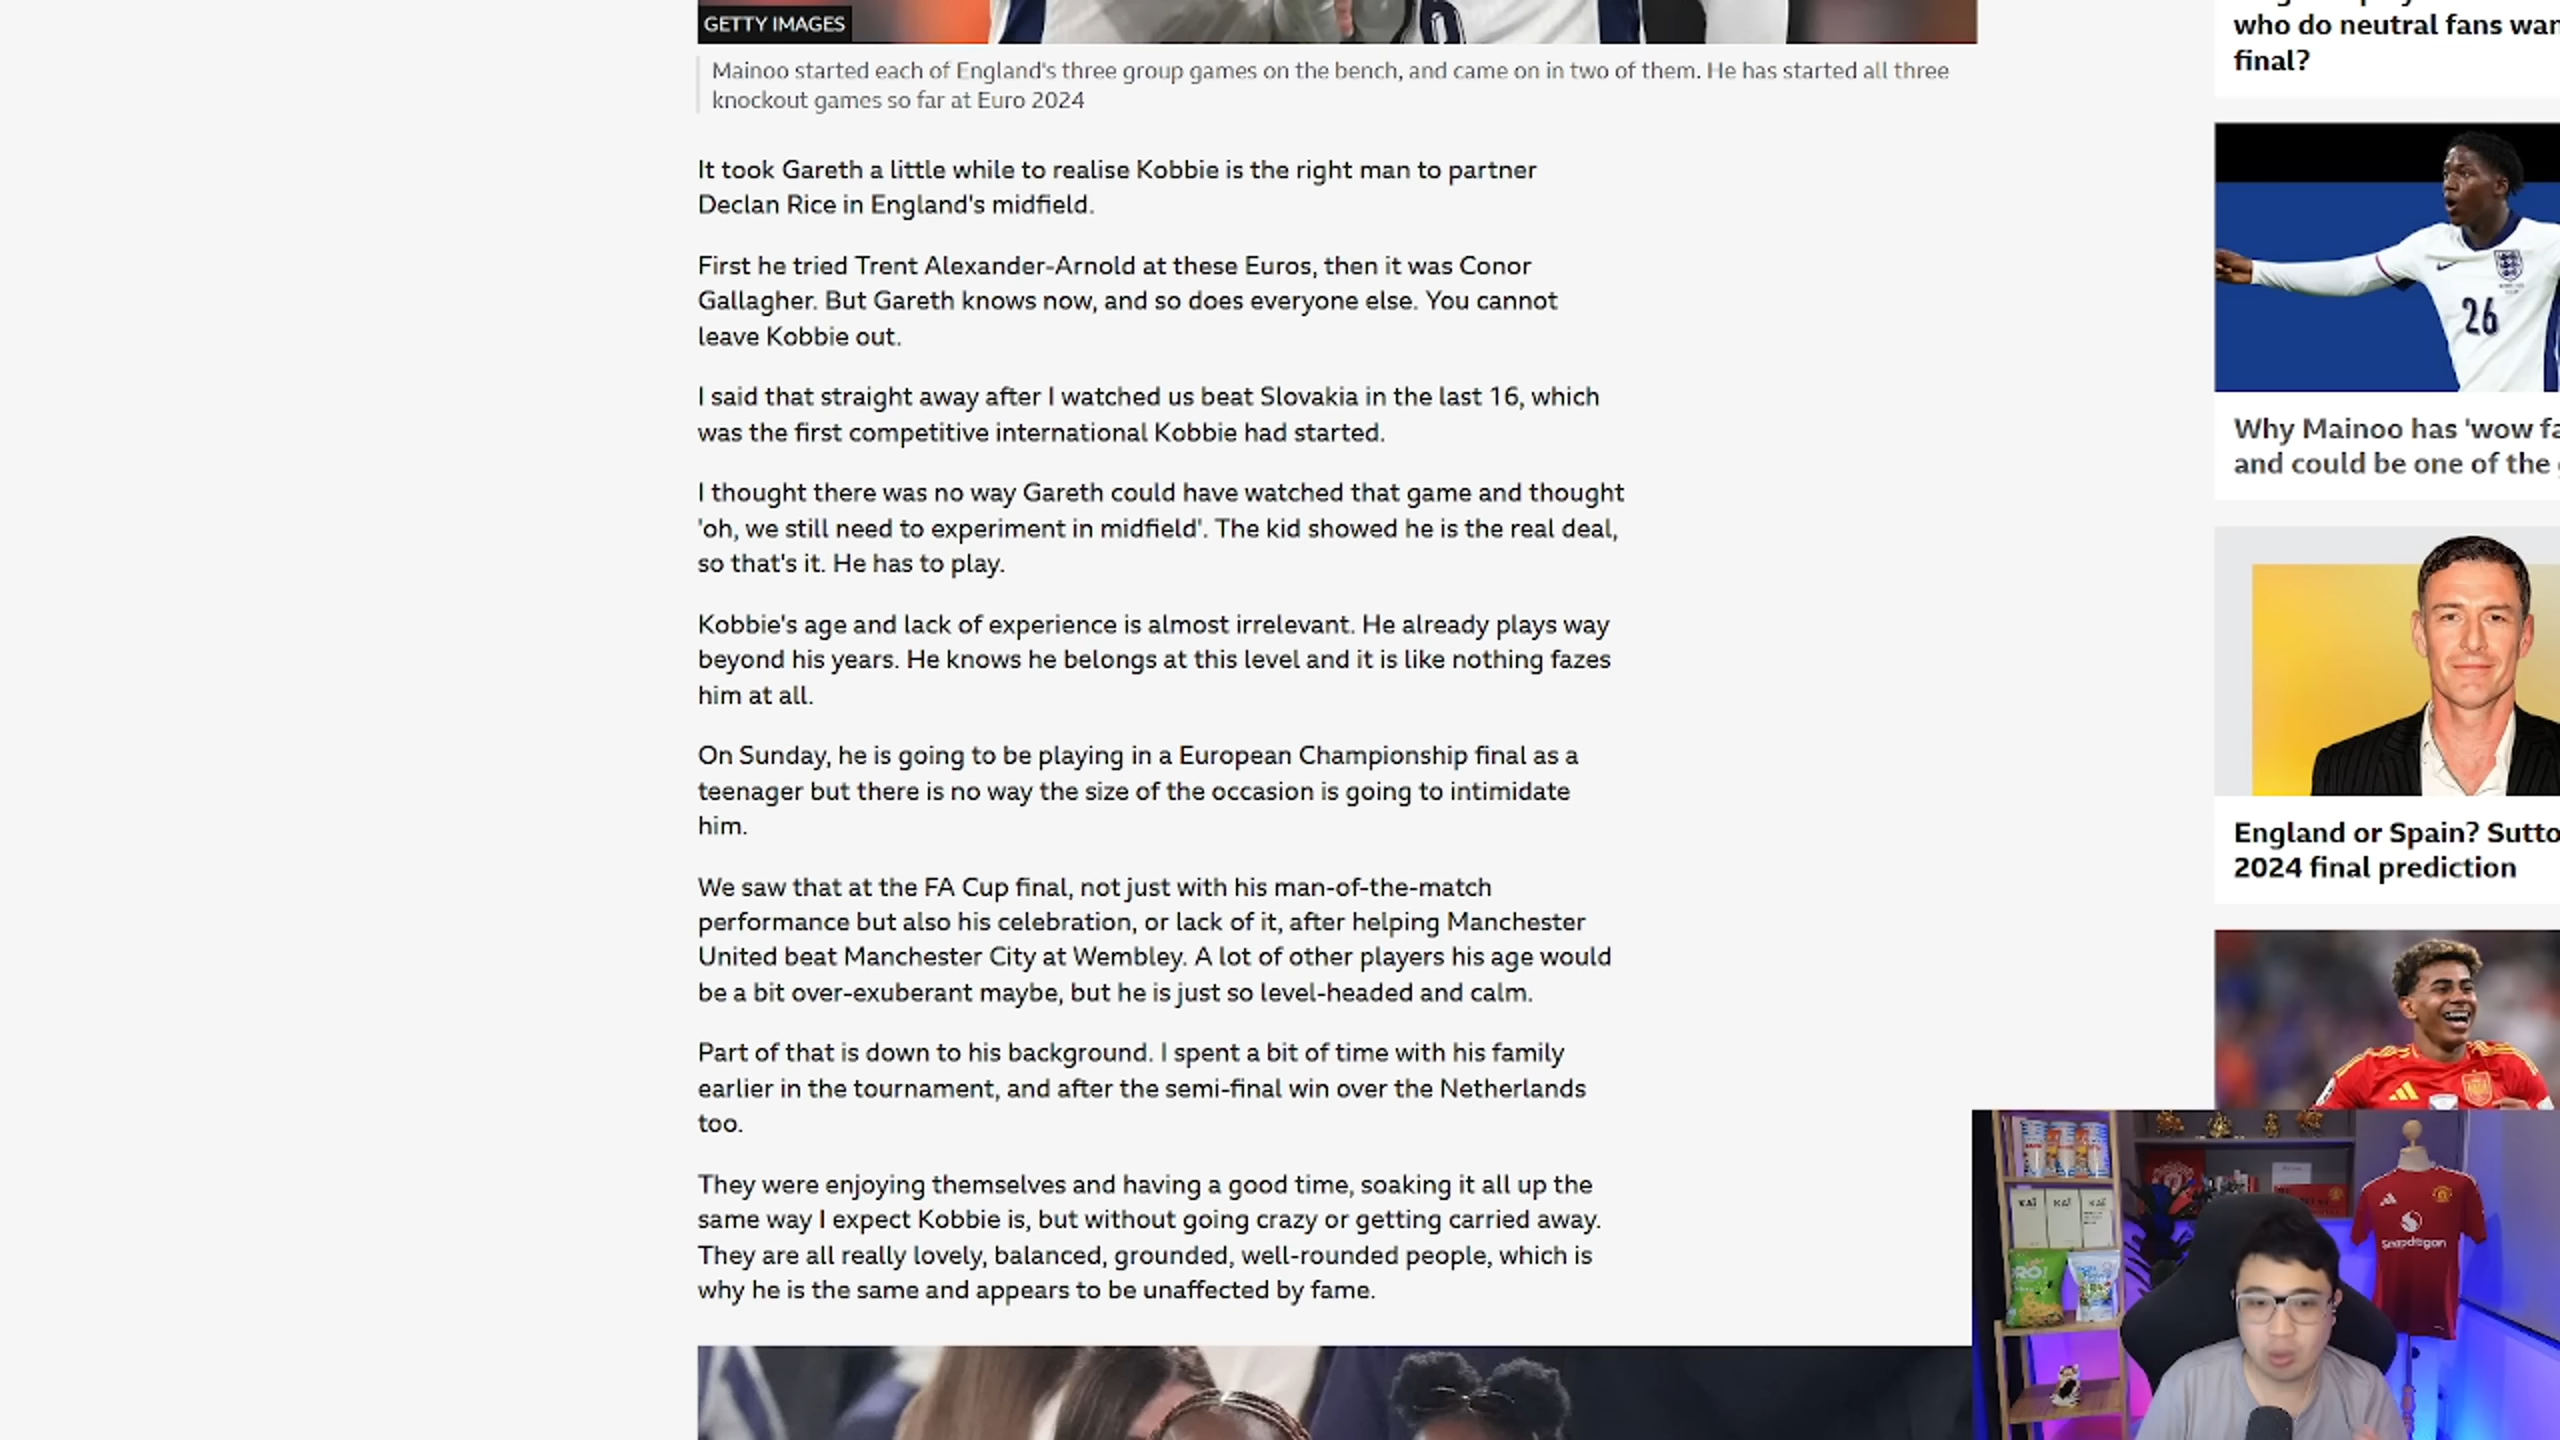 GETTY IMAGES
Mainoo started each of England's three group games on the bench, and came on in two of them. He has started all three
knockout games so far at Euro 2024
It took Gareth a little while to realise Kobbie is the right man to partner
Declan Rice in England's midfield.
First he tried Trent Alexander-Arnold at these Euros, then it was Conor
Gallagher. But Gareth knows now, and so does everyone else. You cannot
leave Kobbie out.
I said that straight away after I watched us beat Slovakia in the last 16, which
was the first competitive international Kobbie had started.
I thought there was no way Gareth could have watched that game and thought
'oh, we still need to experiment in midfield'. The kid showed he is the real deal,
so that's it. He has to play.
Kobbie's age and lack of experience is almost irrelevant. He already plays way
beyond his years. He knows he belongs at this level and it is like nothing fazes
him at all.
On Sunday, he is going to be playing in a European Championship final as a
teenager but there is no way the size of the occasion is going to intimidate
him.
We saw that at the FA Cup final, not just with his man-of-the-match
performance but also his celebration, or lack of it, after helping Manchester
United beat Manchester City at Wembley. A lot of other players his age would
be a bit over-exuberant maybe, but he is just so level-headed and calm.
Part of that is down to his background. I spent a bit of time with his family
earlier in the tournament, and after the semi-final win over the Netherlands
too.
They were enjoying themselves and having a good time, soaking it all up the
same way I expect Kobbie is, but without going crazy or getting carried away.
They are all really lovely, balanced, grounded, well-rounded people, which is
why he is the same and appears to be unaffected by fame.
who do neutral fans wan
final?
26
Why Mainoo has 'wow fa
and could be one of the
England or Spain? Sutto
2024 final prediction
KAI KAI KAI
Snapdragon